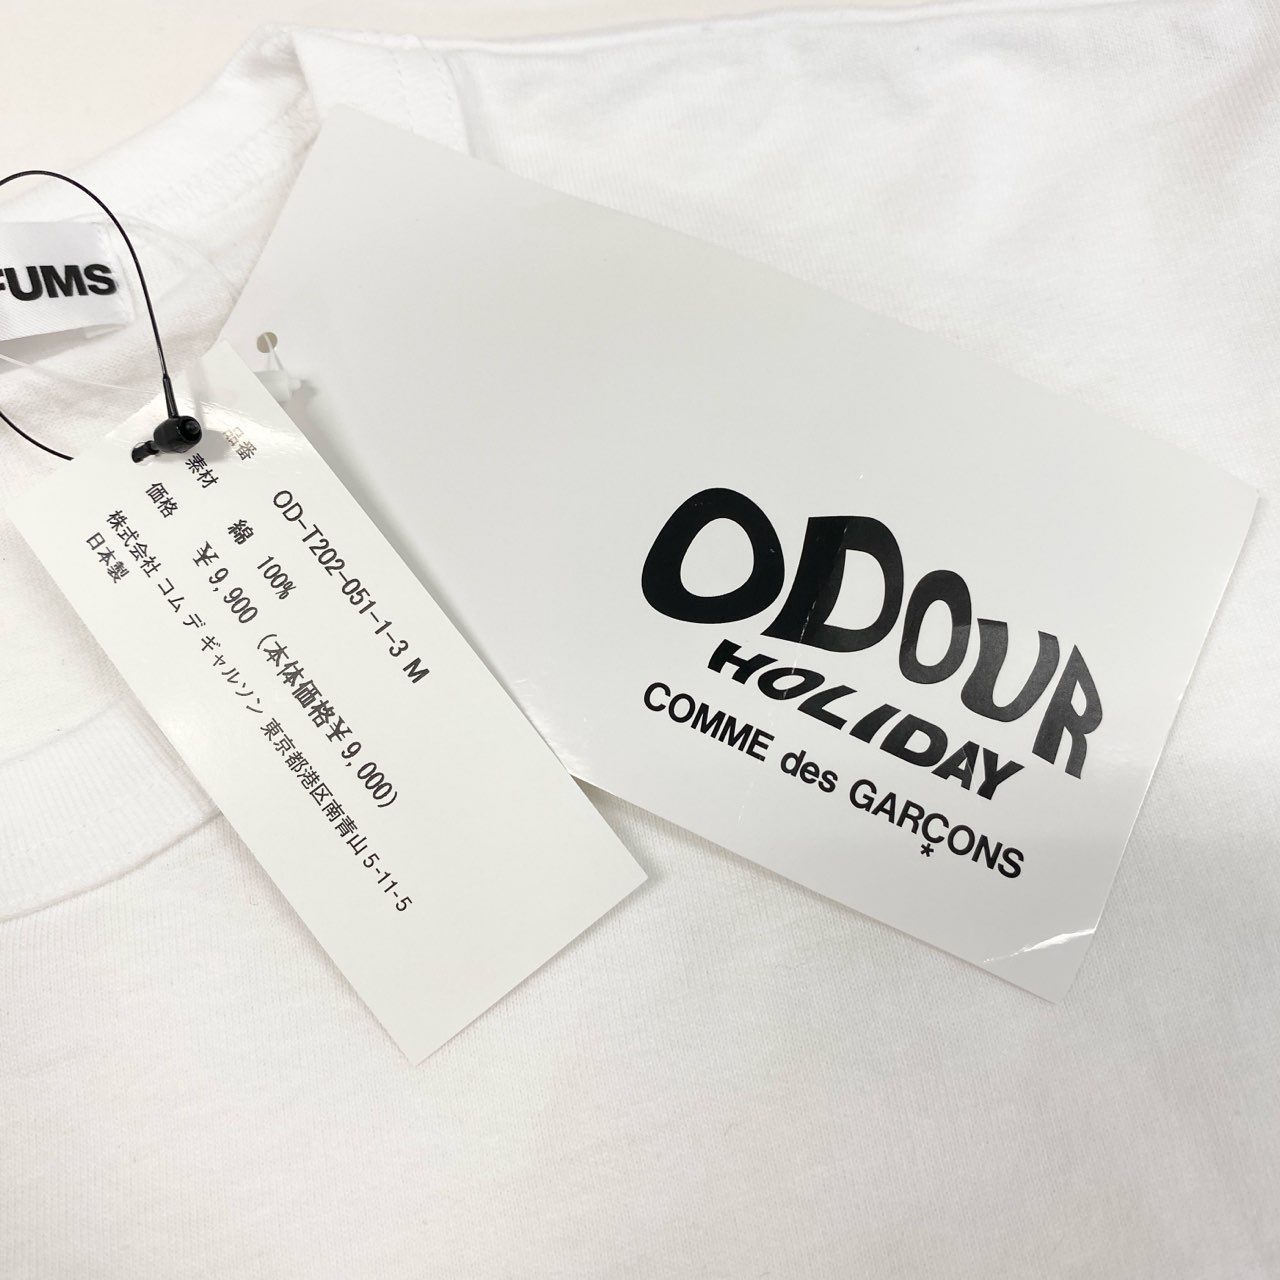 FUMS
品番 OD-T202-051-1-3 M
素材 綿 100%
価格 ¥9,900 (本体価格¥9,000)
株式会社 コム デ ギャルソン 東京都港区南青山 5-11-5
日本製
ODOUR
HOLIDAY
COMME des GARÇONS
*